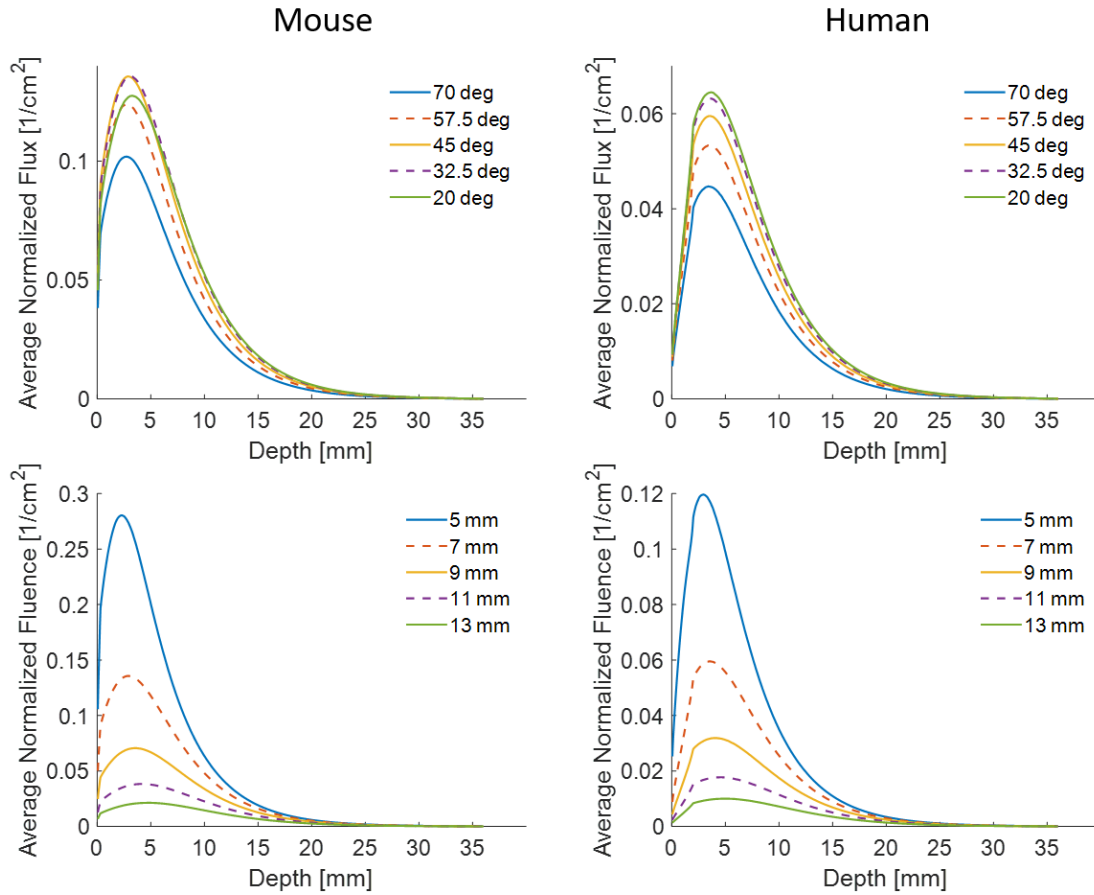 Mouse
Human
Average Normalized Flux [1/cm²]
0.1
0.05
0
0 5 10 15 20 25 30 35
Depth [mm]
70 deg
57.5 deg
45 deg
32.5 deg
20 deg
Average Normalized Flux [1/cm²]
0.06
0.04
0.02
0
0 5 10 15 20 25 30 35
Depth [mm]
70 deg
57.5 deg
45 deg
32.5 deg
20 deg
Average Normalized Fluence [1/cm²]
0.3
0.25
0.2
0.15
0.1
0.05
0
0 5 10 15 20 25 30 35
Depth [mm]
5 mm
7 mm
9 mm
11 mm
13 mm
Average Normalized Fluence [1/cm²]
0.12
0.1
0.08
0.06
0.04
0.02
0
0 5 10 15 20 25 30 35
Depth [mm]
5 mm
7 mm
9 mm
11 mm
13 mm